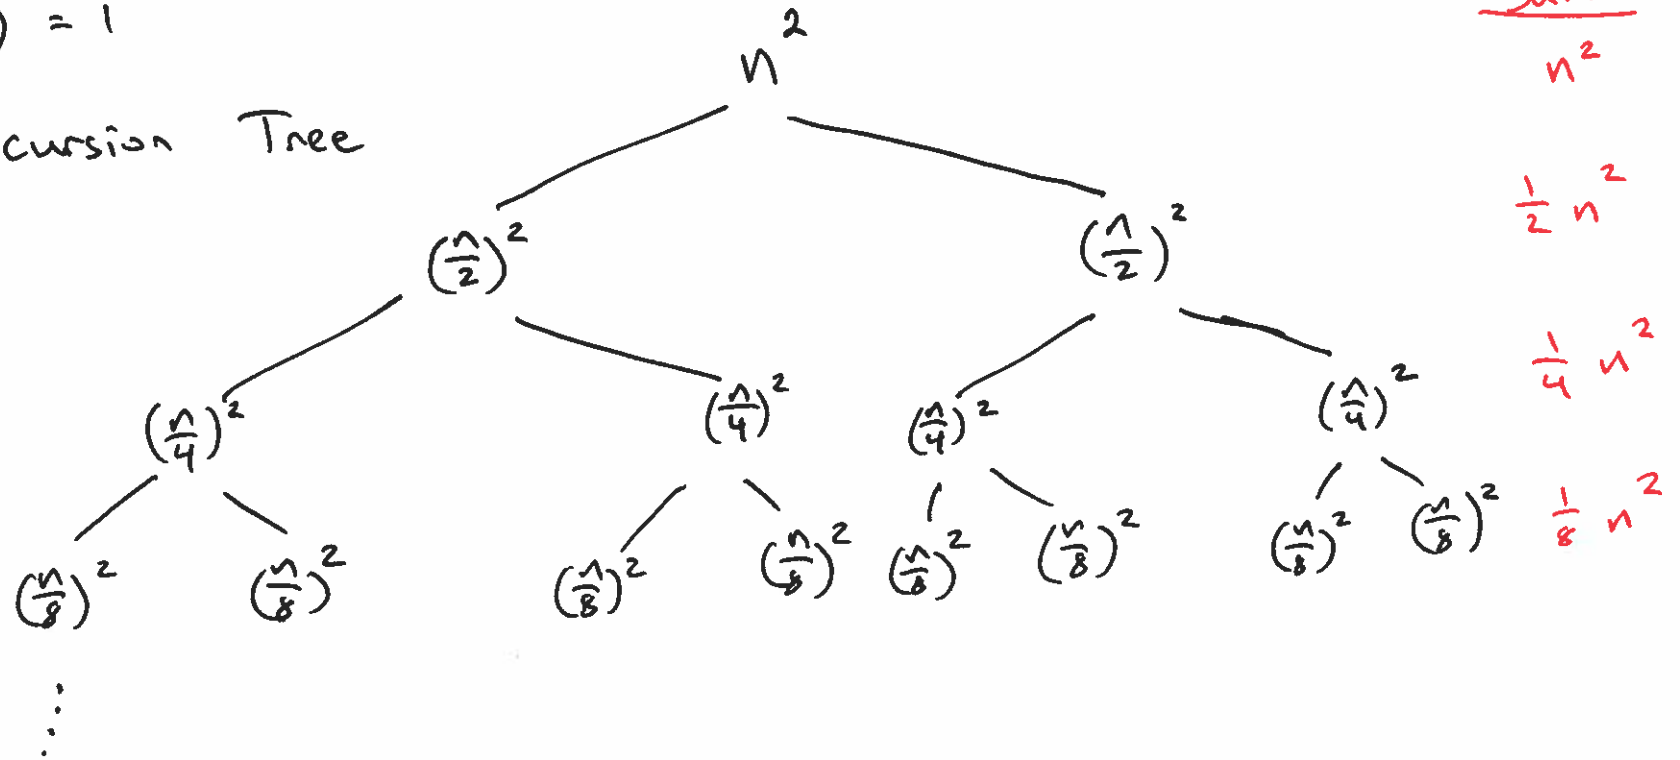 ) = 1
n²
n²
cursion Tree
(n/2)² (n/2)² 1/2 n²
(n/4)² (n/4)² (n/4)² (n/4)² 1/4 n²
(n/8)² (n/8)² (n/8)² (n/8)² (n/8)² (n/8)² (n/8)² (n/8)² 1/8 n²
⋮